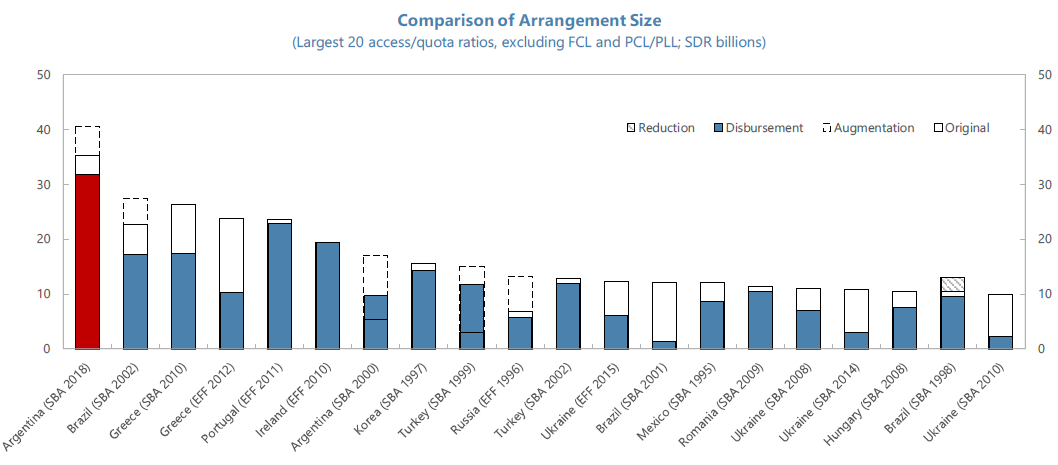 Comparison of Arrangement Size
(Largest 20 access/quota ratios, excluding FCL and PCL/PLL; SDR billions)
50
50
40
40
30
30
20
20
10
10
0
0
Reduction
Disbursement
Augmentation
Original
Argentina (SBA 2018)
Brazil (SBA 2002)
Greece (SBA 2010)
Greece (EFF 2012)
Portugal (EFF 2011)
Ireland (EFF 2010)
Argentina (SBA 2000)
Korea (SBA 1997)
Turkey (SBA 1999)
Russia (EFF 1996)
Turkey (SBA 2002)
Ukraine (EFF 2015)
Brazil (SBA 2001)
Mexico (SBA 1995)
Romania (SBA 2009)
Ukraine (SBA 2008)
Ukraine (SBA 2014)
Hungary (SBA 2008)
Brazil (SBA 1998)
Ukraine (SBA 2010)